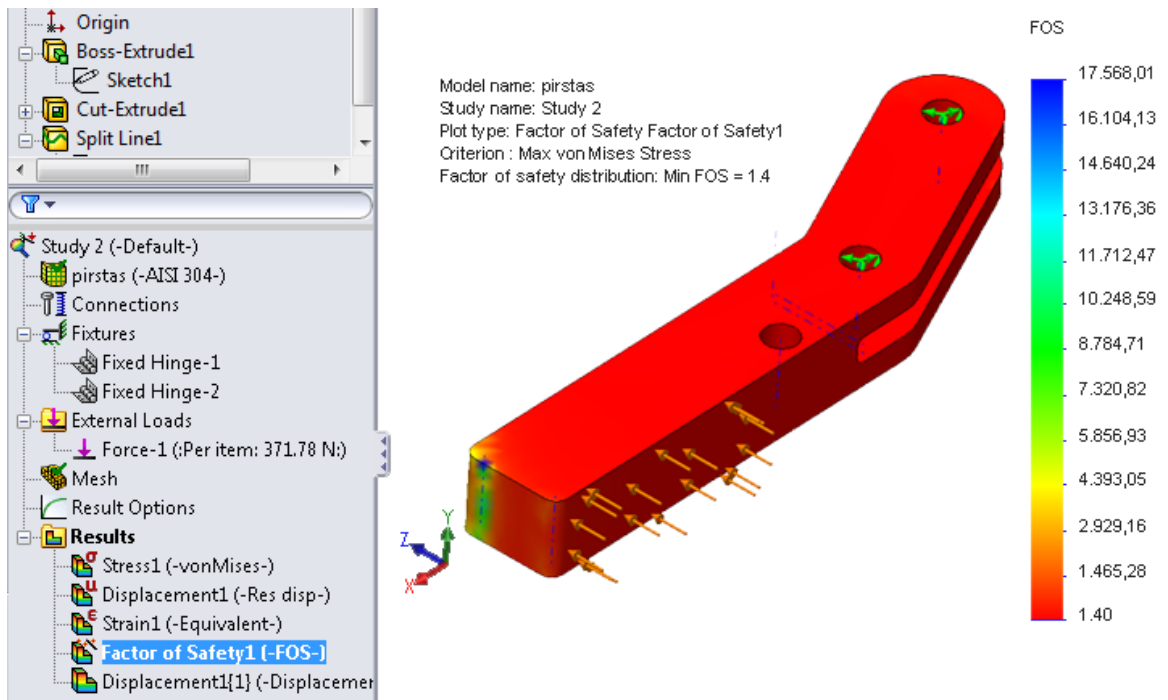 Origin
Boss-Extrude1
Sketch1
Cut-Extrude1
Split Line1
Study 2 (-Default-)
pirstas (-AISI 304-)
Connections
Fixtures
Fixed Hinge-1
Fixed Hinge-2
External Loads
Force-1 (:Per item: 371.78 N:)
Mesh
Result Options
Results
Stress1 (-vonMises-)
Displacement1 (-Res disp-)
Strain1 (-Equivalent-)
Factor of Safety1 (-FOS-)
Displacement1{1} (-Displacemer
Model name: pirstas
Study name: Study 2
Plot type: Factor of Safety Factor of Safety1
Criterion : Max von Mises Stress
Factor of safety distribution: Min FOS = 1.4
Z
Y
X
FOS
17.568,01
16.104,13
14.640,24
13.176,36
11.712,47
10.248,59
8.784,71
7.320,82
5.856,93
4.393,05
2.929,16
1.465,28
1.40